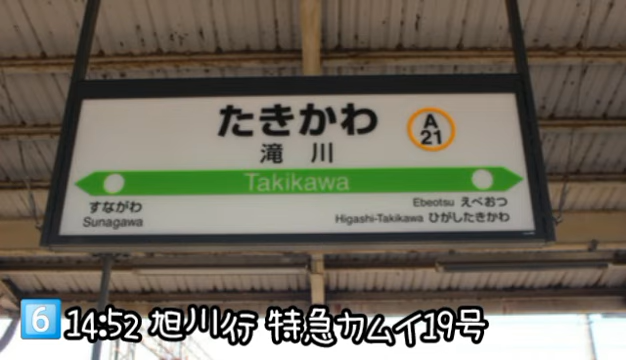 たきかわ
A
21
滝川
Takikawa
すながわ
Sunagawa
Ebeotsu えべおつ
Higashi-Takikawa ひがしたきかわ
6 14:52 旭川行 特急カムイ19号